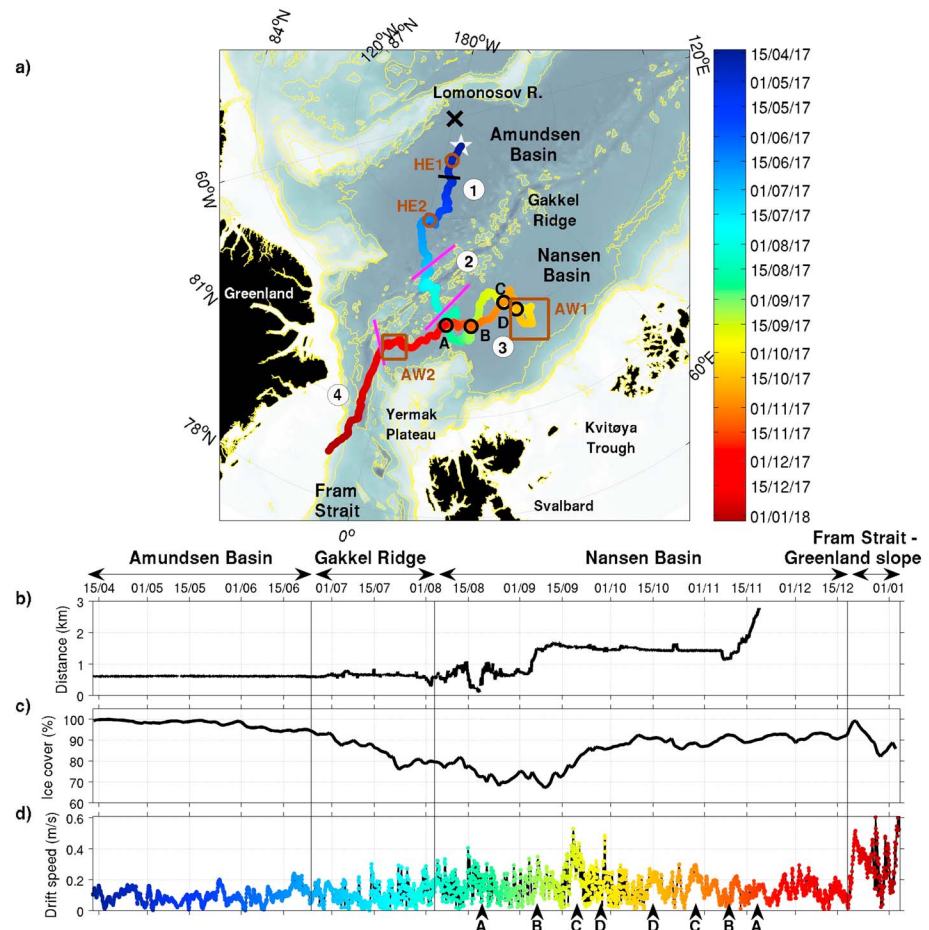 a)
84°N
120°W
87°N
180°W
120°E
60°W
81°N
78°N
60°E
0°
Lomonosov R.
Amundsen
Basin
HE1
1
HE2
Gakkel
Ridge
2
Nansen
Basin
Greenland
C
AW1
D
A
B
3
AW2
4
Yermak
Plateau
Kvitøya
Trough
Fram
Strait
Svalbard
15/04/17
01/05/17
15/05/17
01/06/17
15/06/17
01/07/17
15/07/17
01/08/17
15/08/17
01/09/17
15/09/17
01/10/17
15/10/17
01/11/17
15/11/17
01/12/17
15/12/17
01/01/18
Amundsen Basin Gakkel Ridge Nansen Basin Fram Strait -
Greenland slope
15/04 01/05 15/05 01/06 15/06 01/07 15/07 01/08 15/08 01/09 15/09 01/10 15/10 01/11 15/11 01/12 15/12 01/01
b)
Distance (km)
3
2
1
0
c)
Ice cover (%)
100
90
80
70
60
d)
Drift speed (m/s)
0.6
0.4
0.2
0
A B C D D C B A